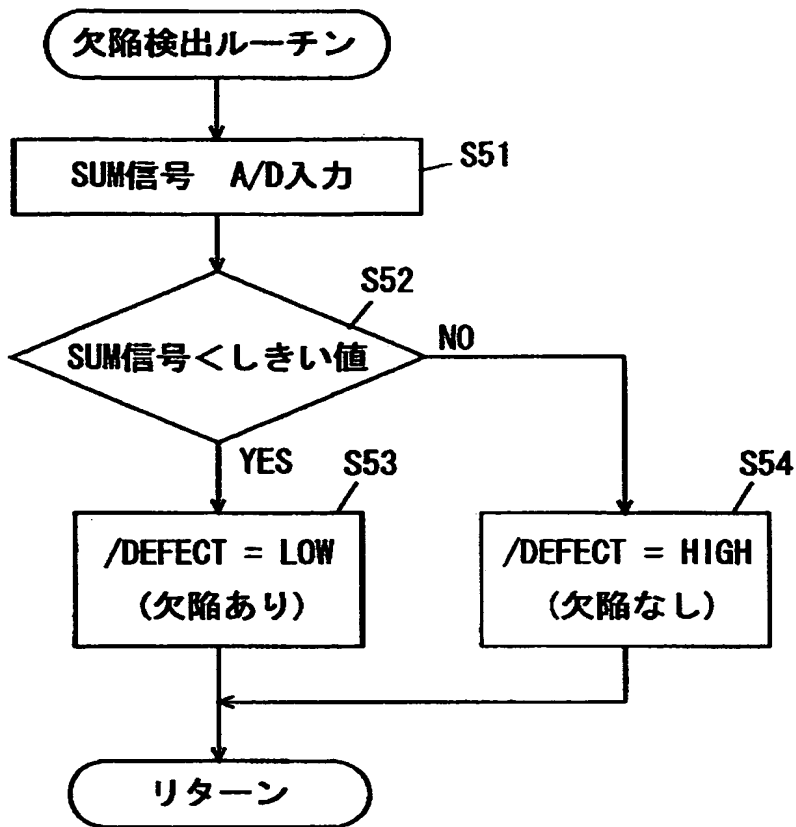 欠陥検出ルーチン
SUM信号 A/D入力
S51
S52
SUM信号<しきい値
NO
YES
S53
S54
/DEFECT = LOW
(欠陥あり)
/DEFECT = HIGH
(欠陥なし)
リターン